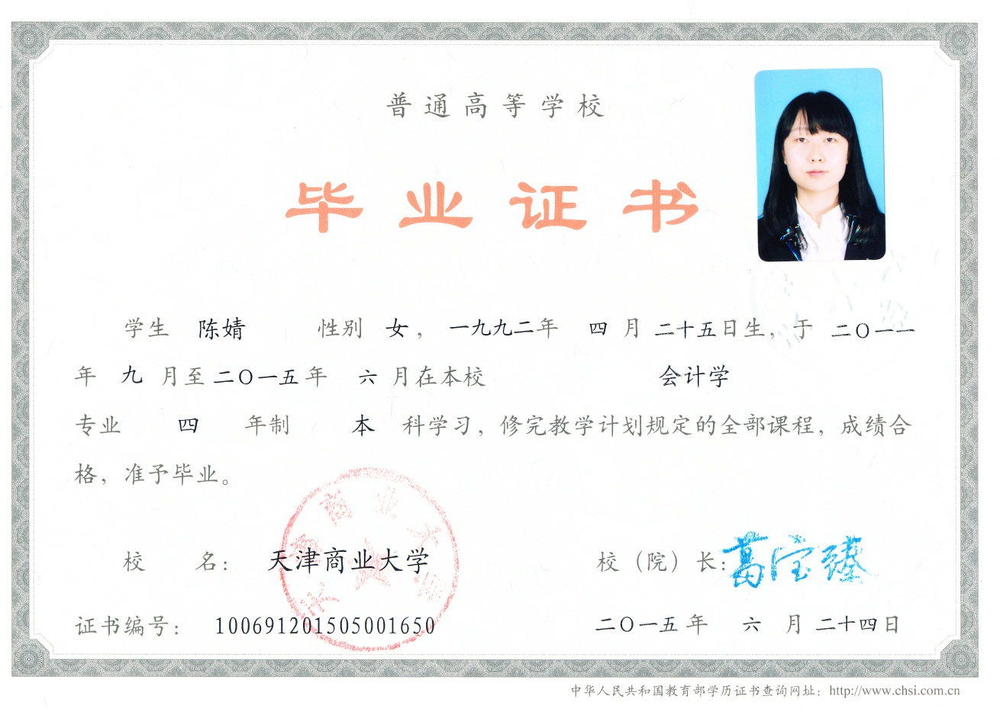 普通高等学校
毕业证书
学生 陈婧 性别 女，一九九二年 四 月 二十五日生，于 二〇一一
年 九 月至二〇一五年 六 月在本校 会计学
专业 四 年制 本 科学习，修完教学计划规定的全部课程，成绩合
格，准予毕业。
校 名： 天津商业大学 校（院）长：葛宝臻
天津商业大学
证书编号： 100691201505001650 二〇一五年 六 月 二十四日
中华人民共和国教育部学历证书查询网址：http://www.chsi.com.cn